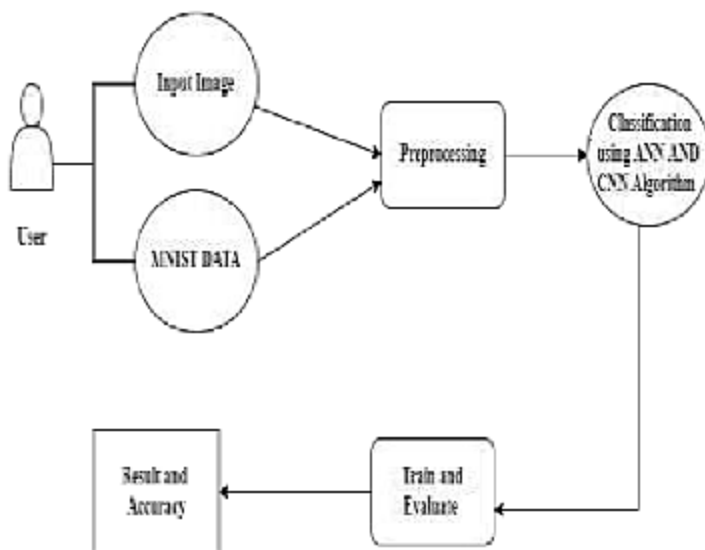 Input Image
User
MNIST DATA
Preprocessing
Classification
using ANN AND
CNN Algorithm
Train and
Evaluate
Result and
Accuracy